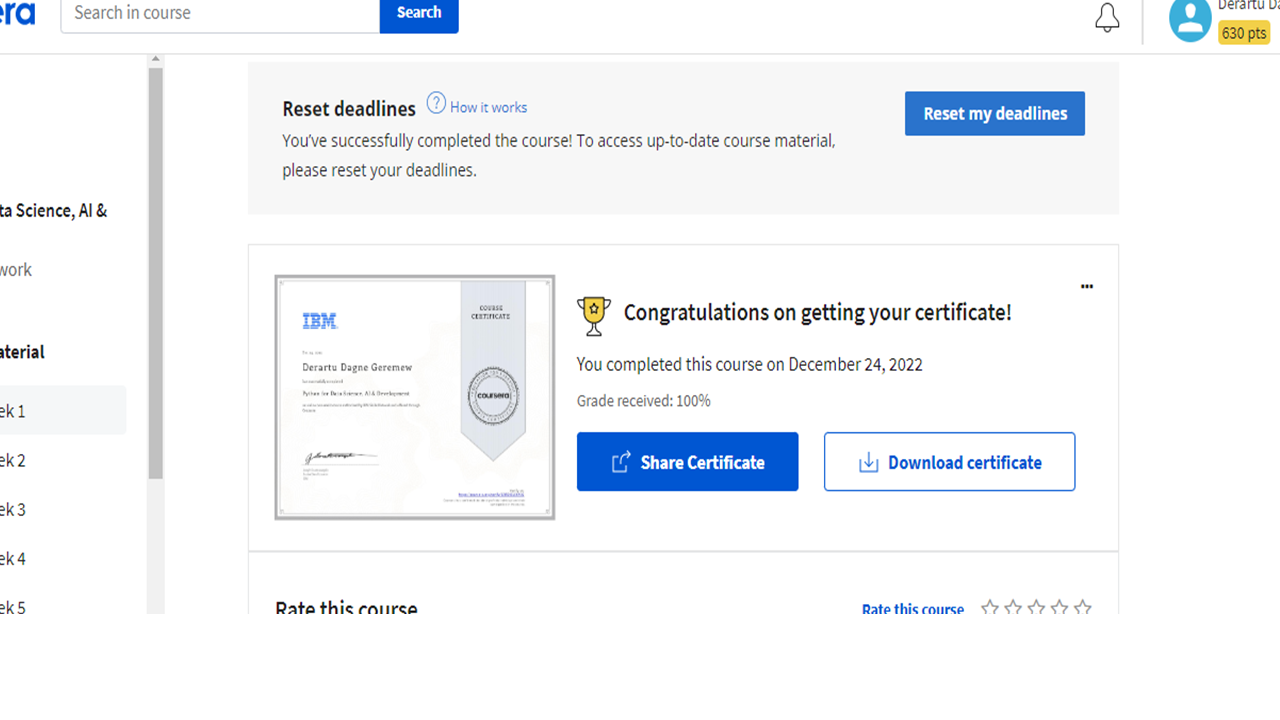 era
Search in course
Search
Derartu Da
630 pts
Reset deadlines
? How it works
You've successfully completed the course! To access up-to-date course material,
please reset your deadlines.
Reset my deadlines
ta Science, AI &
work
aterial
ek 1
ek 2
ek 3
ek 4
ek 5
IBM
COURSE
CERTIFICATE
Derartu Dagne Geremew
Python for Data Science, AI & Development
coursera
...
Congratulations on getting your certificate!
You completed this course on December 24, 2022
Grade received: 100%
Share Certificate
Download certificate
Rate this course
Rate this course